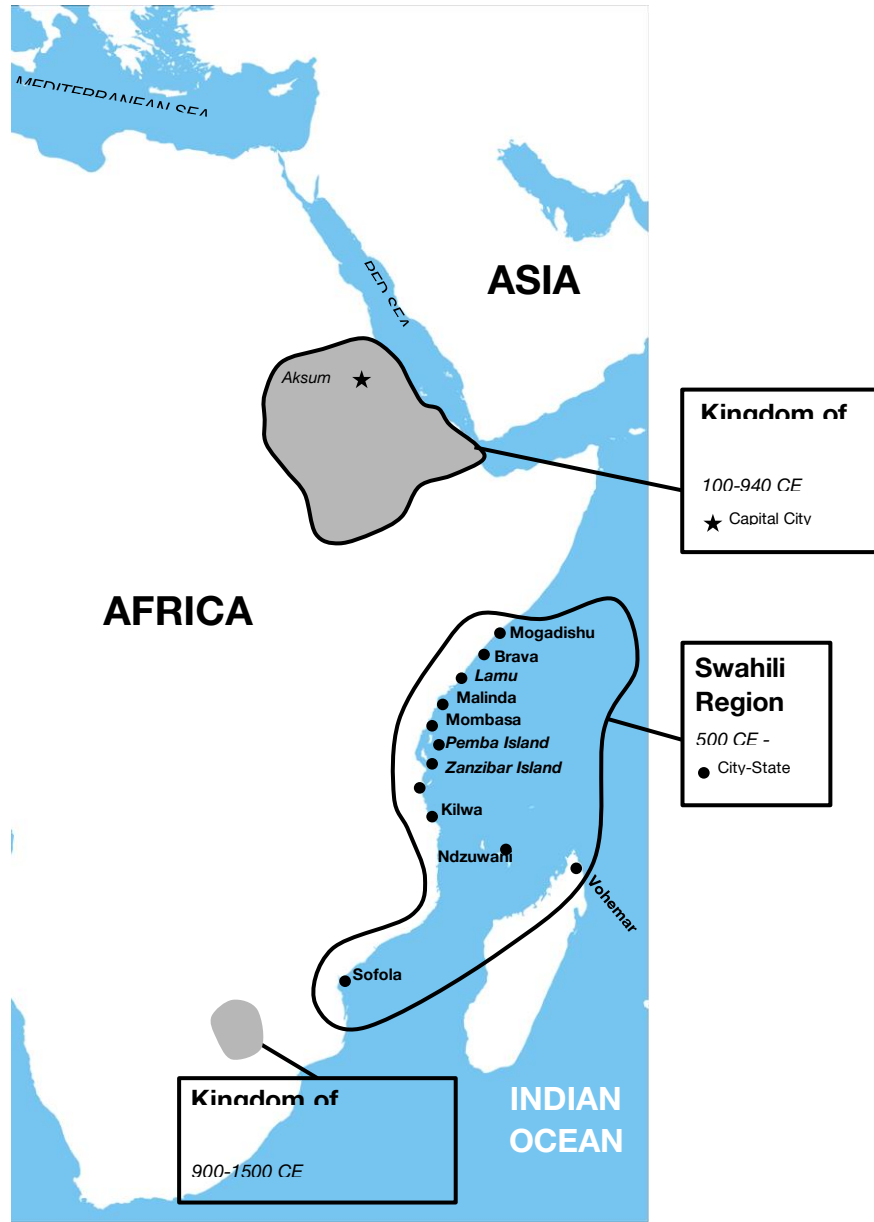 MEDITERRANEAN SEA
RED SEA
ASIA
Aksum
Kingdom of
100-940 CE
★ Capital City
AFRICA
Mogadishu
Brava
Lamu
Malinda
Mombasa
Pemba Island
Zanzibar Island
Kilwa
Ndzuwani
Vohemar
Sofola
Swahili
Region
500 CE -
● City-State
Kingdom of
900-1500 CE
INDIAN
OCEAN